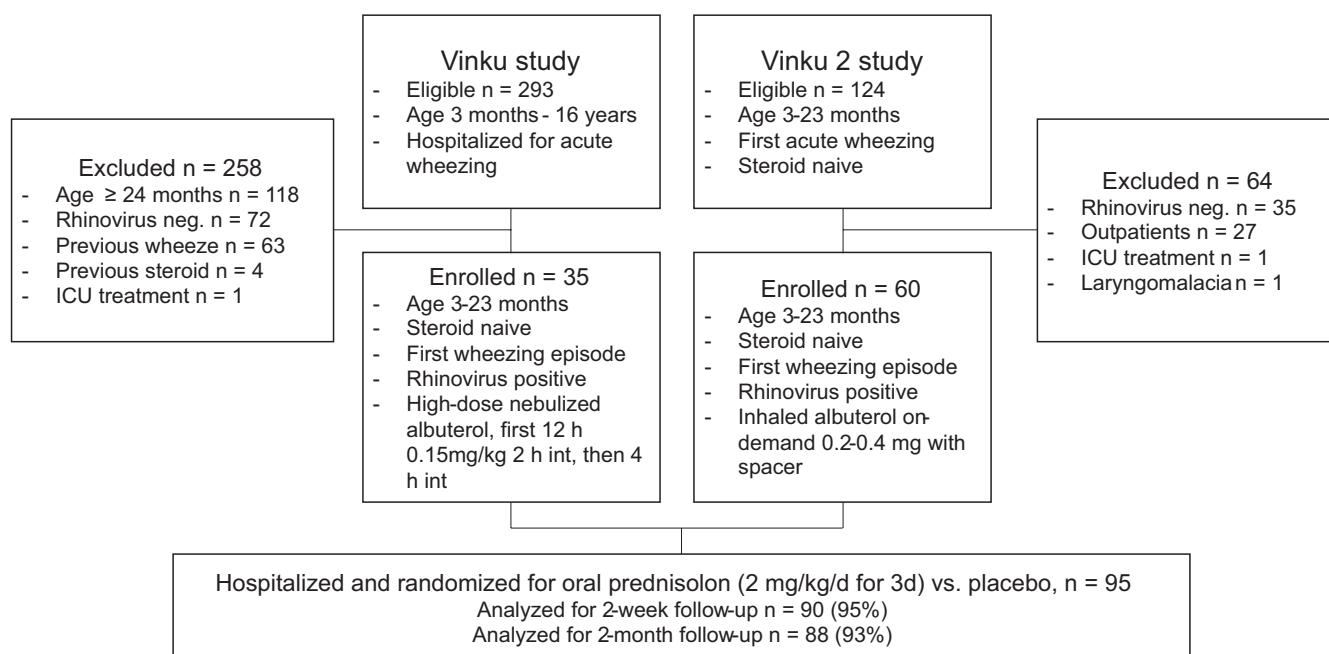 Vinku study
- Eligible n = 293
- Age 3 months - 16 years
- Hospitalized for acute
wheezing
Vinku 2 study
- Eligible n = 124
- Age 3-23 months
- First acute wheezing
- Steroid naive
Excluded n = 258
- Age ≥ 24 months n = 118
- Rhinovirus neg. n = 72
- Previous wheeze n = 63
- Previous steroid n = 4
- ICU treatment n = 1
Excluded n = 64
- Rhinovirus neg. n = 35
- Outpatients n = 27
- ICU treatment n = 1
- Laryngomalacia n = 1
Enrolled n = 35
- Age 3-23 months
- Steroid naive
- First wheezing episode
- Rhinovirus positive
- High-dose nebulized
albuterol, first 12 h
0.15mg/kg 2 h int, then 4
h int
Enrolled n = 60
- Age 3-23 months
- Steroid naive
- First wheezing episode
- Rhinovirus positive
- Inhaled albuterol on-
demand 0.2-0.4 mg with
spacer
Hospitalized and randomized for oral prednisolon (2 mg/kg/d for 3d) vs. placebo, n = 95
Analyzed for 2-week follow-up n = 90 (95%)
Analyzed for 2-month follow-up n = 88 (93%)